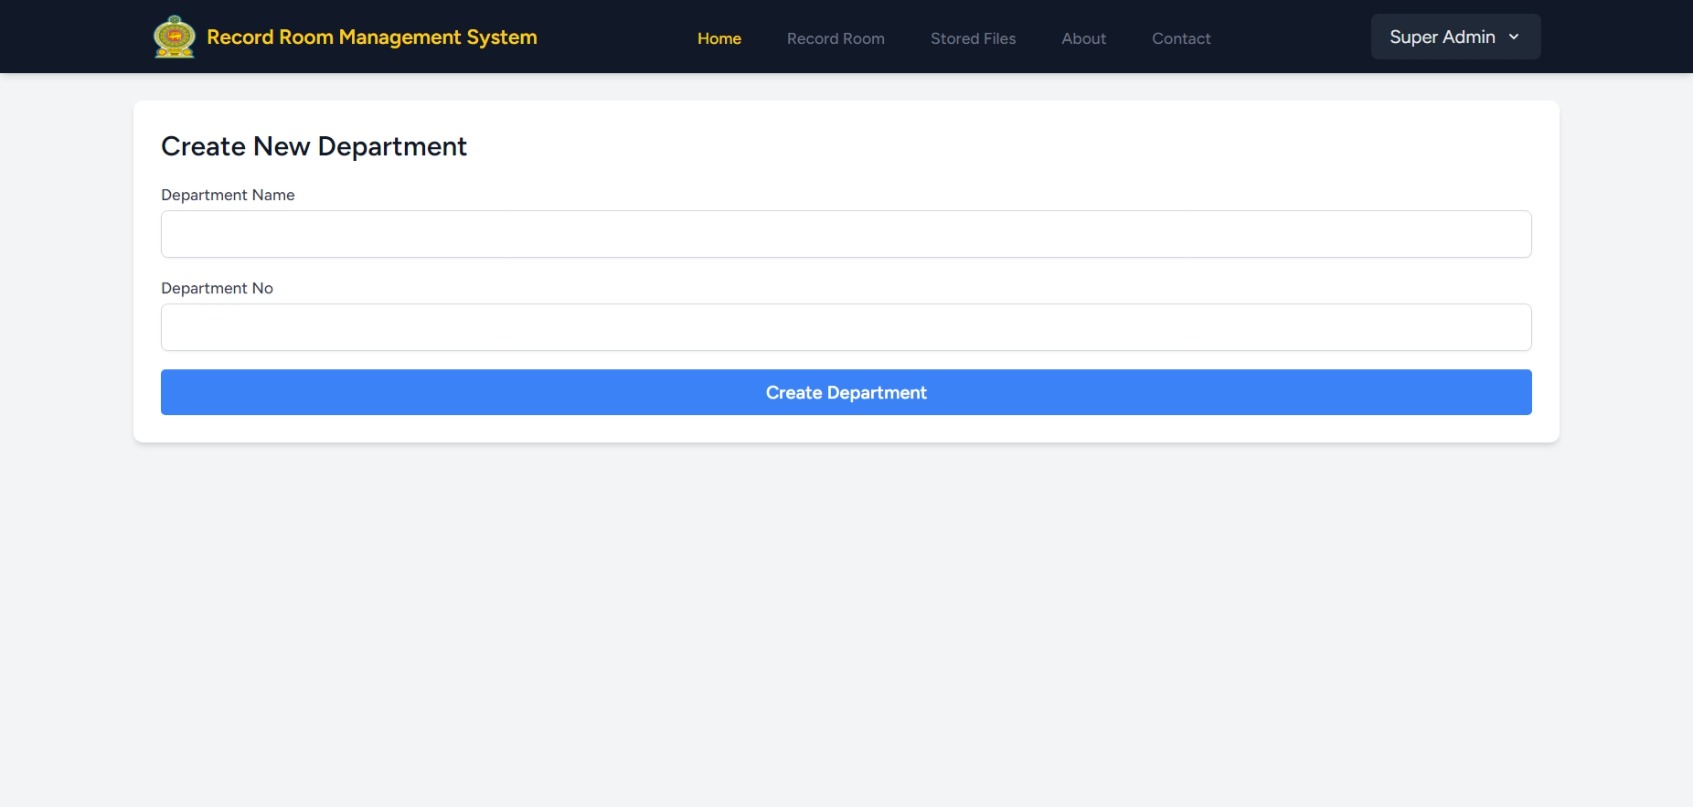 Record Room Management System
Home
Record Room
Stored Files
About
Contact
Super Admin
Create New Department
Department Name
Department No
Create Department